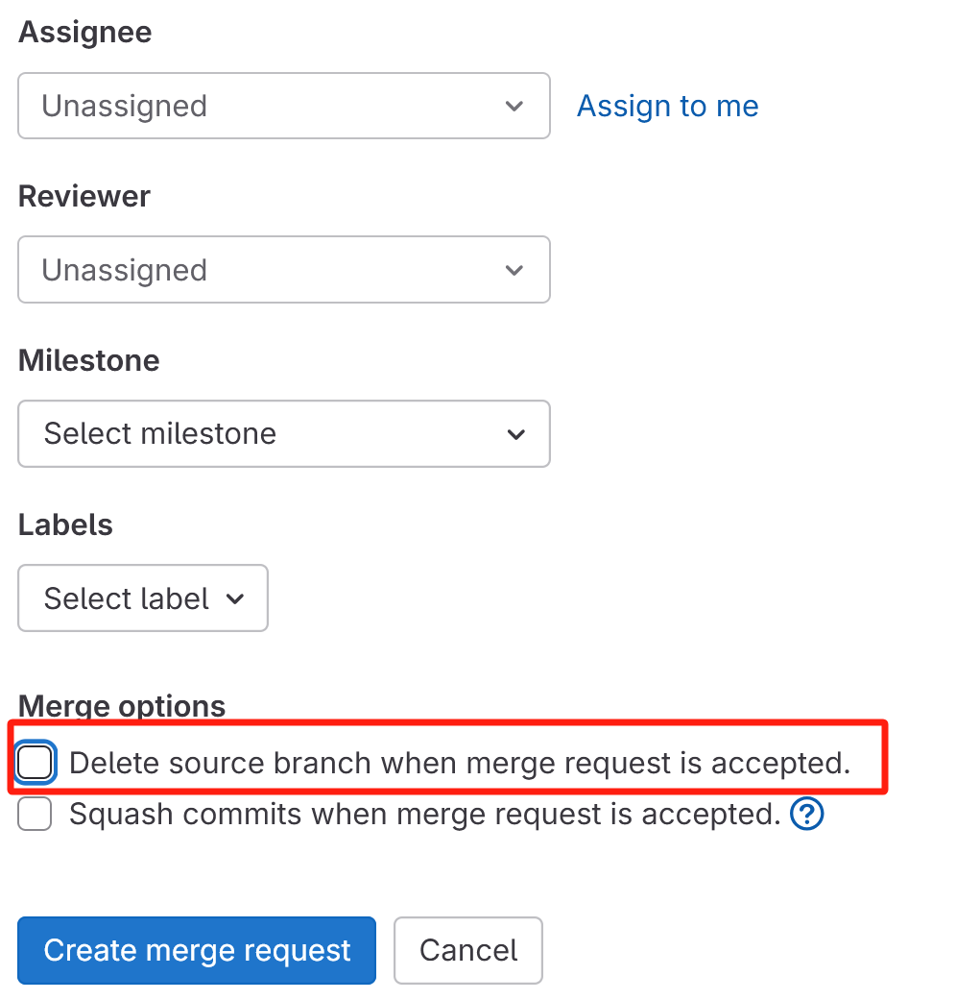 Assignee
Unassigned Assign to me
Reviewer
Unassigned
Milestone
Select milestone
Labels
Select label
Merge options
Delete source branch when merge request is accepted.
Squash commits when merge request is accepted. ?
Create merge request Cancel